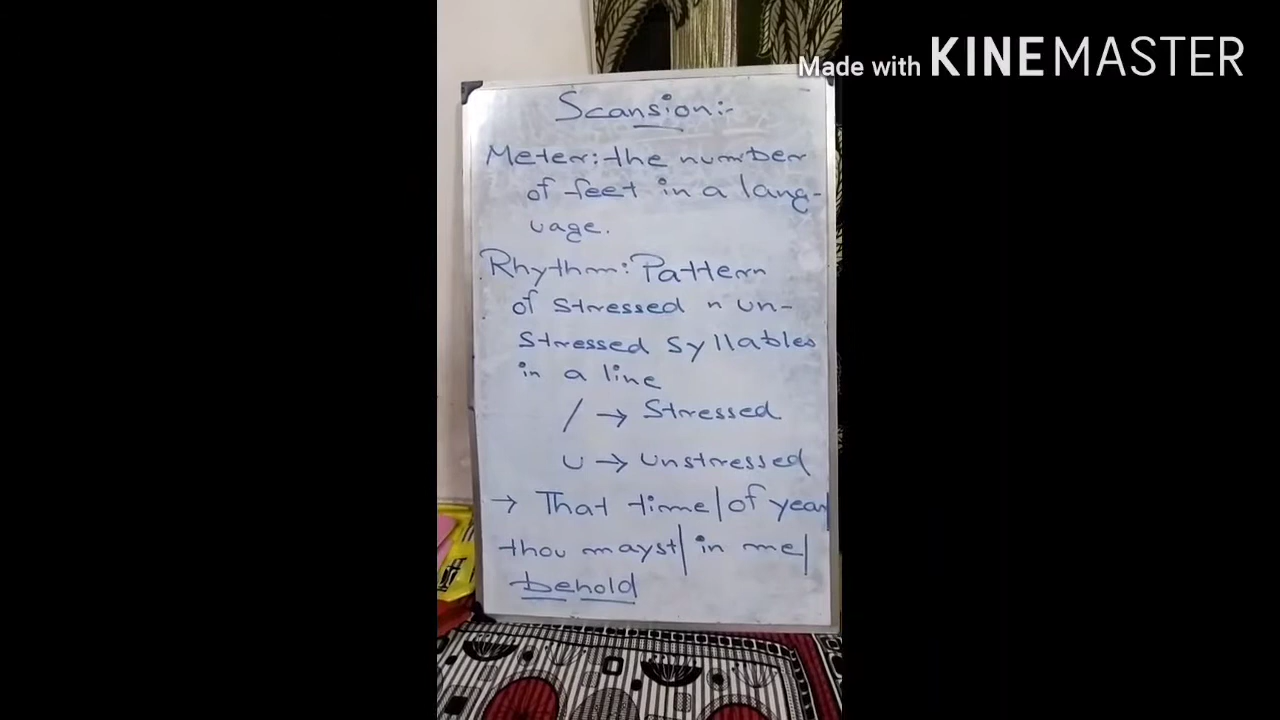 Made with KINEMASTER
Scansion:-
Meter: the number
of feet in a lang-
uage.
Rhythm: Pattern
of stressed n un-
stressed syllables
in a line
/ → Stressed
∪ → Unstressed
→ That time/of year/
thou mayst/in me/
behold